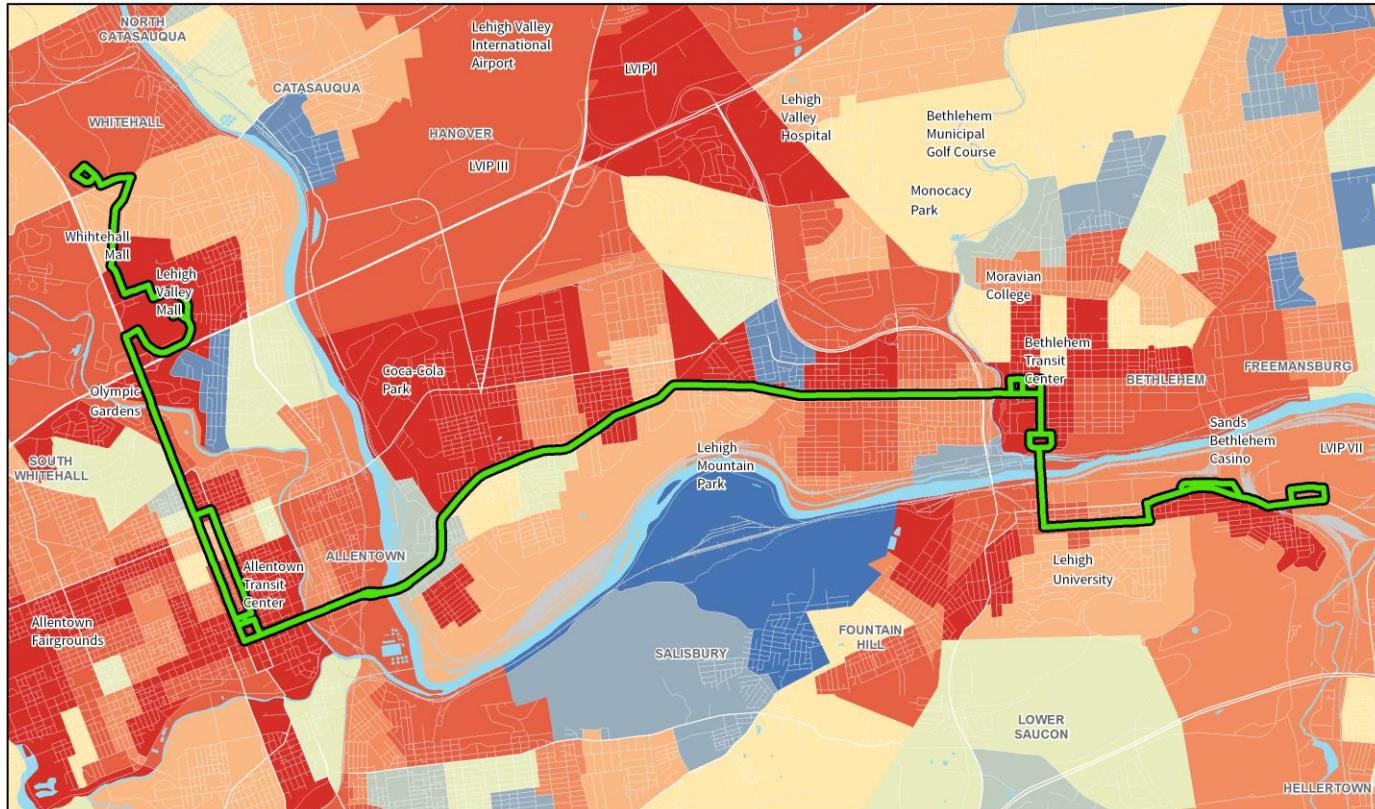 NORTH
CATASAUQUA
Lehigh Valley
International
Airport
LVIP I
CATASAUQUA
Lehigh
Valley
Hospital
Bethlehem
Municipal
Golf Course
WHITEHALL
HANOVER
LVIP III
Monocacy
Park
Whihtehall
Mall
Lehigh
Valley
Mall
Moravian
College
Bethlehem
Transit
Center
Coca-Cola
Park
BETHLEHEM
FREEMANSBURG
Olympic
Gardens
Sands
Bethlehem
Casino
LVIP VII
SOUTH
WHITEHALL
Lehigh
Mountain
Park
ALLENTOWN
Allentown
Transit
Center
Lehigh
University
Allentown
Fairgrounds
FOUNTAIN
HILL
SALISBURY
LOWER
SAUCON
HELLERTOWN